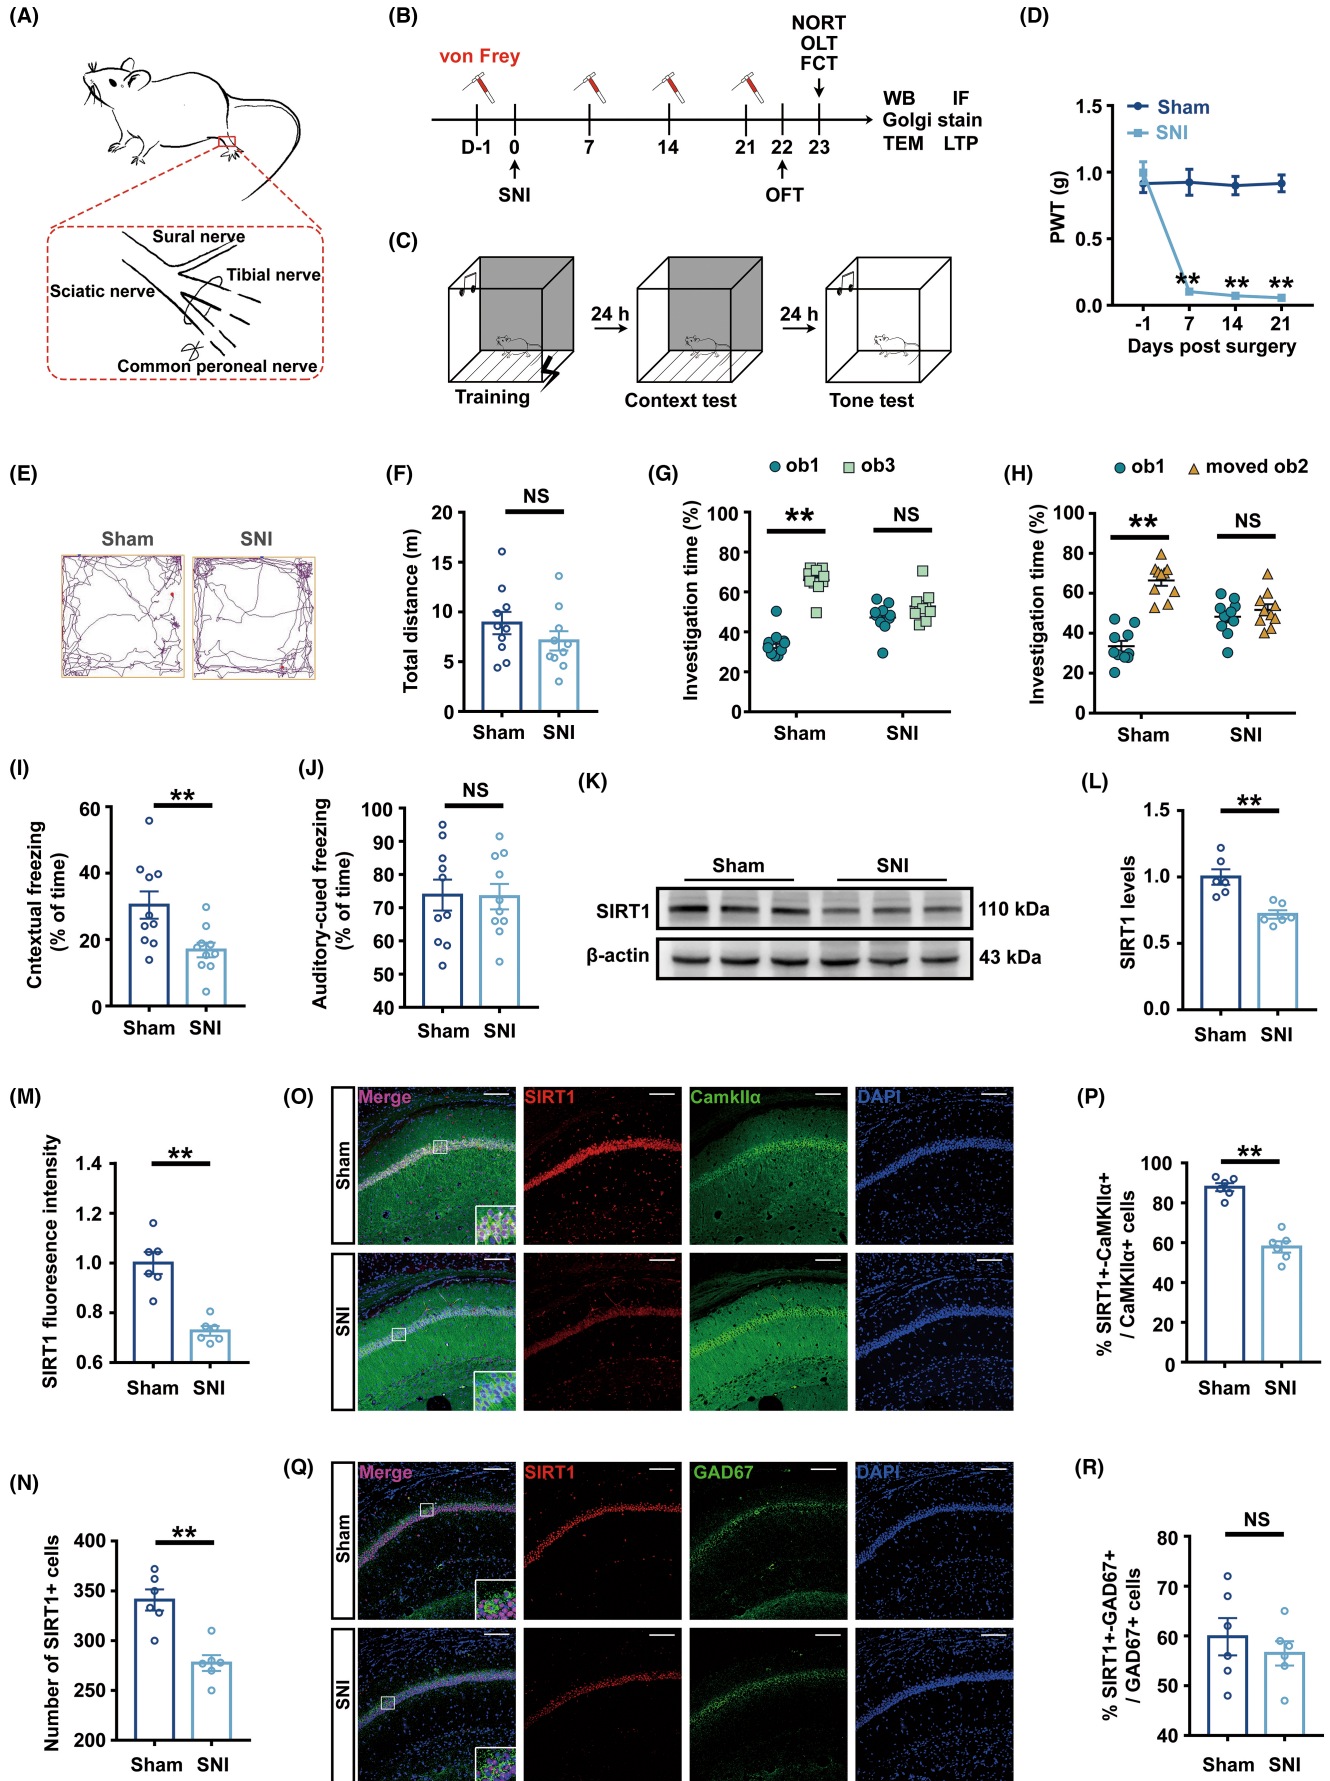 (A)
Sural nerve
Tibial nerve
Sciatic nerve
Common peroneal nerve
(B)
von Frey
NORT
OLT
FCT
WB IF
Golgi stain
TEM LTP
D-1 0 7 14 21 22 23
SNI
OFT
(C)
24 h
24 h
Training
Context test
Tone test
(D)
Sham
SNI
PWT (g)
1.5
1.0
0.5
0.0
** ** **
-1 7 14 21
Days post surgery
(E)
Sham
SNI
(F)
NS
Total distance (m)
20
15
10
5
0
Sham SNI
(G)
ob1 ob3
Investigation time (%)
100
80
60
40
20
0
** NS
Sham SNI
(H)
ob1 moved ob2
Investigation time (%)
100
80
60
40
20
0
** NS
Sham SNI
(I)
**
Cntextual freezing
(% of time)
60
40
20
0
Sham SNI
(J)
NS
Auditory-cued freezing
(% of time)
100
90
80
70
60
50
40
Sham SNI
(K)
Sham SNI
SIRT1 110 kDa
β-actin 43 kDa
(L)
**
SIRT1 levels
1.5
1.0
0.5
0.0
Sham SNI
(M)
**
SIRT1 fluoresence intensity
1.4
1.2
1.0
0.8
0.6
Sham SNI
(O)
Sham
Merge SIRT1 CamkIIα DAPI
SNI
(P)
**
% SIRT1+-CaMKIIα+
/ CaMKIIα+ cells
100
80
60
40
20
0
Sham SNI
(N)
**
Number of SIRT1+ cells
400
350
300
250
200
Sham SNI
(Q)
Sham
Merge SIRT1 GAD67 DAPI
SNI
(R)
NS
% SIRT1+-GAD67+
/ GAD67+ cells
80
70
60
50
40
Sham SNI